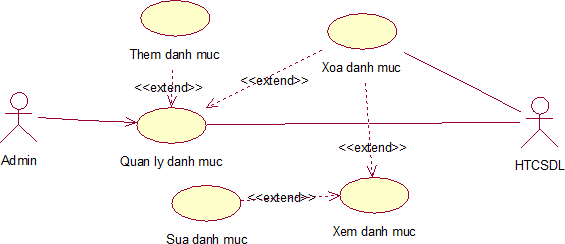 Them danh muc
Xoa danh muc
<<extend>>
<<extend>>
Admin
Quan ly danh muc
<<extend>>
HTCSDL
<<extend>>
Sua danh muc
Xem danh muc